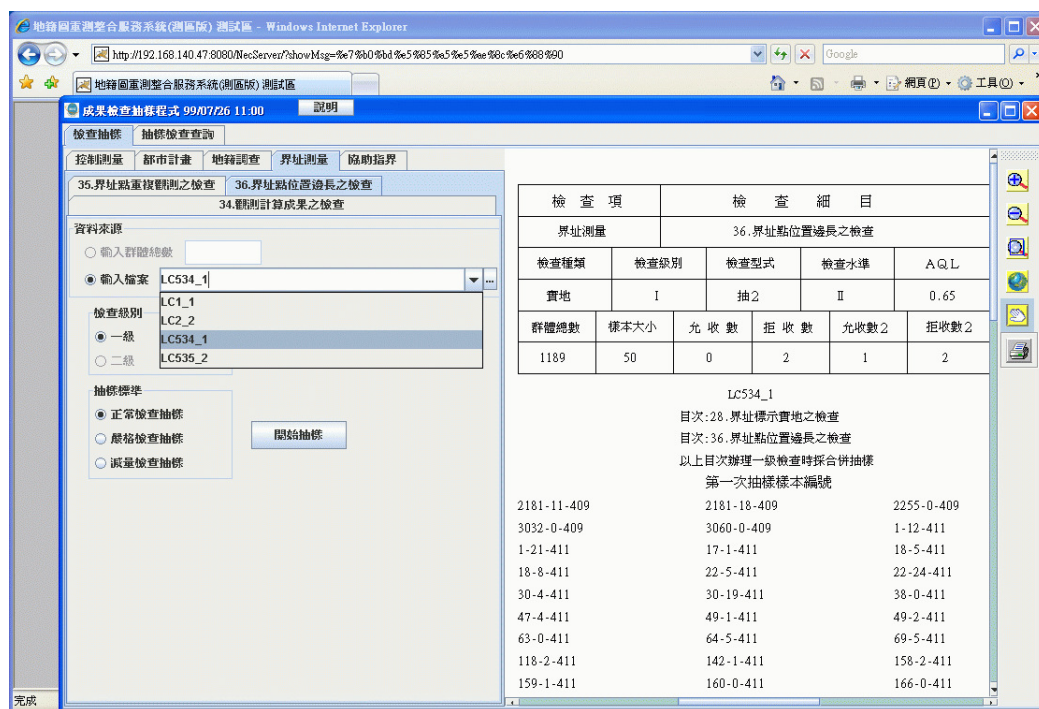 地籍圖重測整合服務系統(測區版) 測試區 - Windows Internet Explorer
http://192.168.140.47:8080/NecServer/?showMsg=%e7%b0%bd%e5%85%a5%e5%ae%8c%e6%88%90
Google
地籍圖重測整合服務系統(測區版) 測試區
網頁(P) 工具(O)
成果檢查抽樣程式 99/07/26 11:00 說明
檢查抽樣 抽樣檢查查詢
控制測量 都市計畫 地籍調查 界址測量 協助指界
35.界址點重複觀測之檢查 36.界址點位置邊長之檢查
34.觀測計算成果之檢查
資料來源
輸入群體總數
輸入檔案 LC534_1 ...
LC1_1
LC2_2
LC534_1
LC535_2
檢查級別
一級
二級
抽樣標準
正常檢查抽樣
嚴格檢查抽樣
減量檢查抽樣
開始抽樣
檢 查 項 檢 查 細 目
界址測量 36.界址點位置邊長之檢查
檢查種類 檢查級別 檢查型式 檢查水準 AQL
實地 I 抽2 II 0.65
群體總數 樣本大小 允 收 數 拒 收 數 允收數2 拒收數2
1189 50 0 2 1 2
LC534_1
目次:28.界址標示實地之檢查
目次:36.界址點位置邊長之檢查
以上目次辦理一級檢查時採合併抽樣
第一次抽樣樣本編號
2181-11-409 2181-18-409 2255-0-409
3032-0-409 3060-0-409 1-12-411
1-21-411 17-1-411 18-5-411
18-8-411 22-5-411 22-24-411
30-4-411 30-19-411 38-0-411
47-4-411 49-1-411 49-2-411
63-0-411 64-5-411 69-5-411
118-2-411 142-1-411 158-2-411
159-1-411 160-0-411 166-0-411
完成